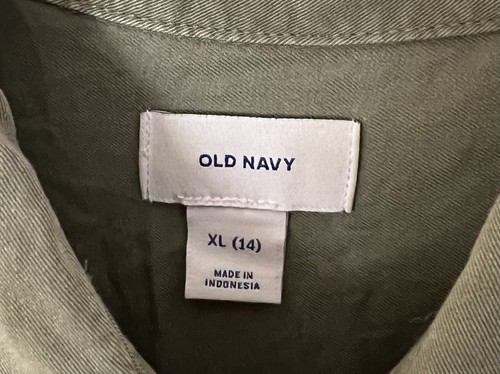 OLD NAVY
XL (14)
MADE IN
INDONESIA